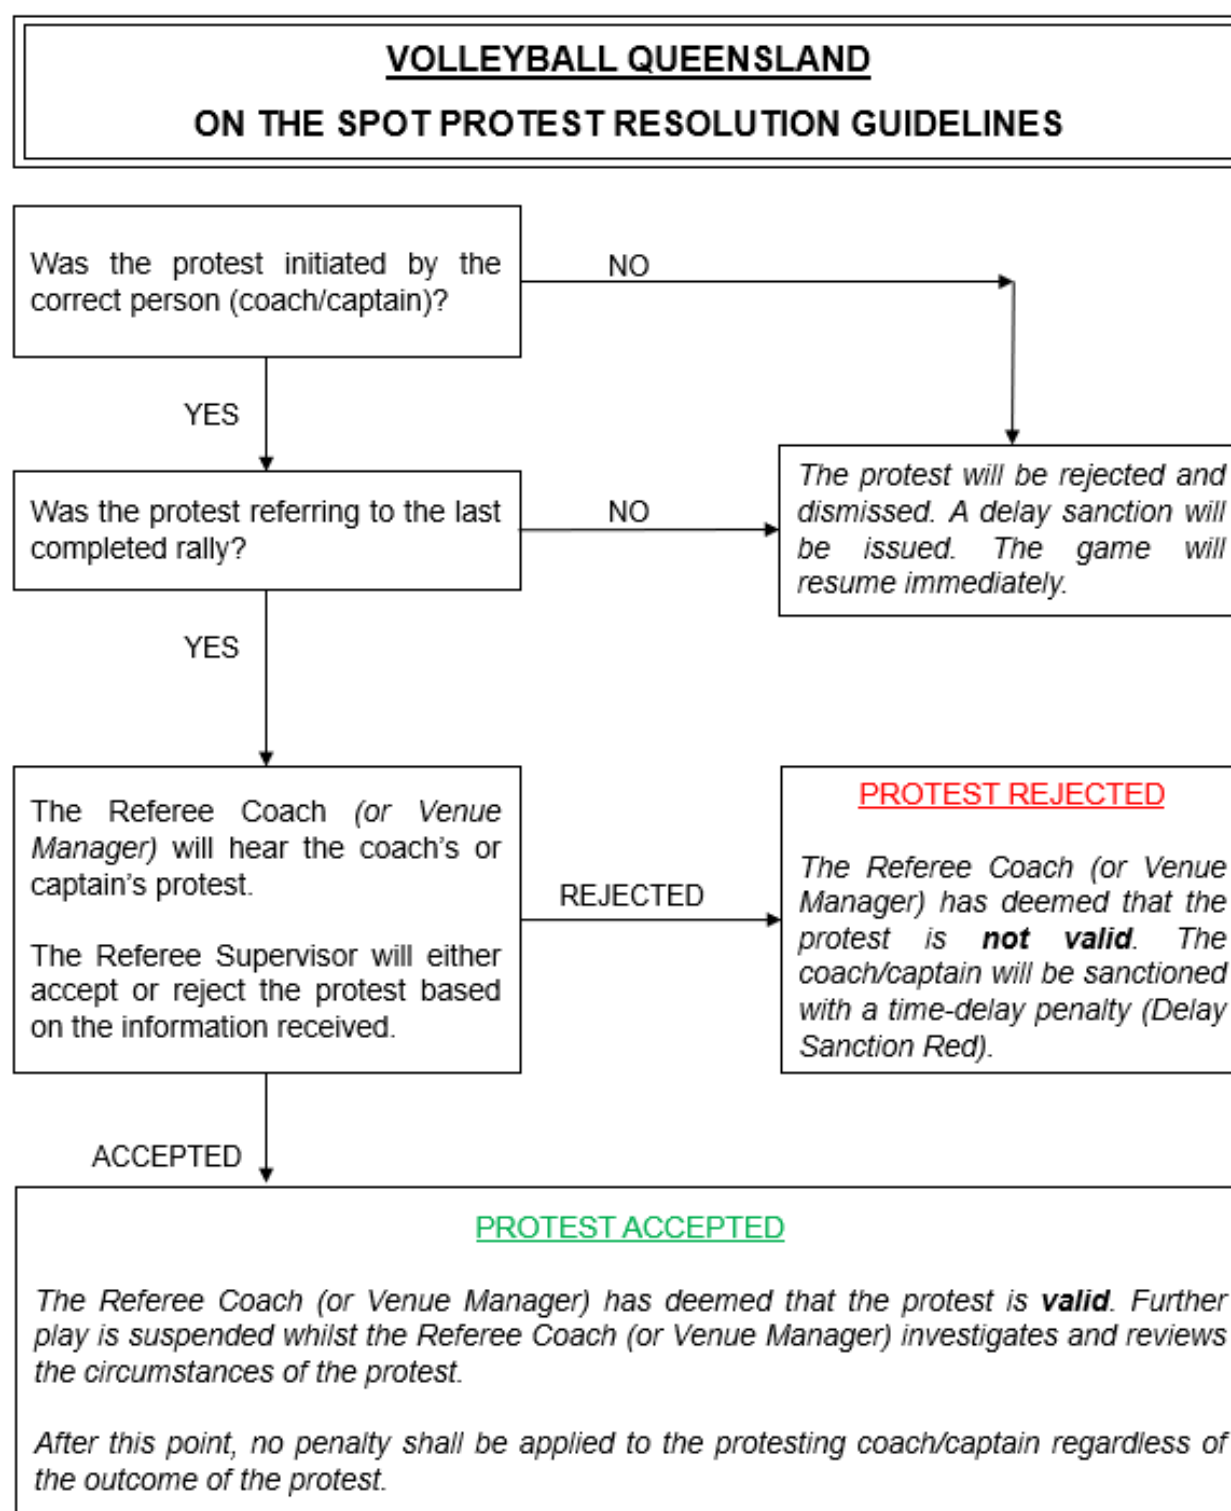 VOLLEYBALL QUEENSLAND
ON THE SPOT PROTEST RESOLUTION GUIDELINES
Was the protest initiated by the
correct person (coach/captain)?
NO
YES
The protest will be rejected and
dismissed. A delay sanction will
be issued. The game will
resume immediately.
Was the protest referring to the last
completed rally?
NO
YES
The Referee Coach (or Venue
Manager) will hear the coach's or
captain's protest.
The Referee Supervisor will either
accept or reject the protest based
on the information received.
REJECTED
PROTEST REJECTED
The Referee Coach (or Venue
Manager) has deemed that the
protest is not valid. The
coach/captain will be sanctioned
with a time-delay penalty (Delay
Sanction Red).
ACCEPTED
PROTEST ACCEPTED
The Referee Coach (or Venue Manager) has deemed that the protest is valid. Further
play is suspended whilst the Referee Coach (or Venue Manager) investigates and reviews
the circumstances of the protest.
After this point, no penalty shall be applied to the protesting coach/captain regardless of
the outcome of the protest.